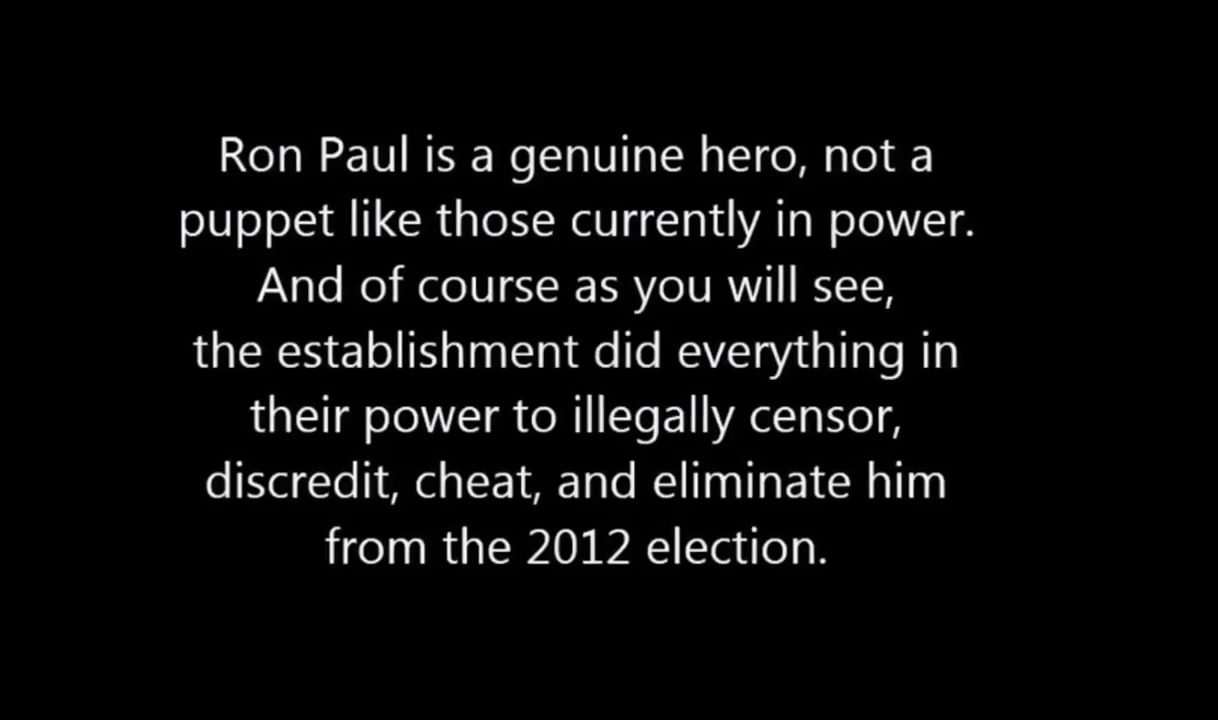 Ron Paul is a genuine hero, not a
puppet like those currently in power.
And of course as you will see,
the establishment did everything in
their power to illegally censor,
discredit, cheat, and eliminate him
from the 2012 election.